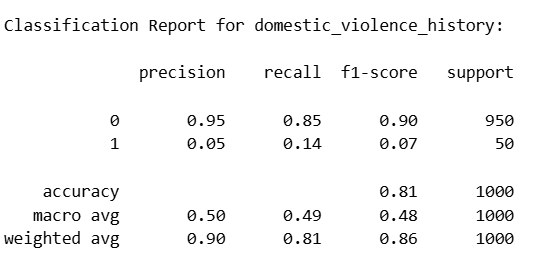 Classification Report for domestic_violence_history:
precision recall f1-score support
0 0.95 0.85 0.90 950
1 0.05 0.14 0.07 50
accuracy 0.81 1000
macro avg 0.50 0.49 0.48 1000
weighted avg 0.90 0.81 0.86 1000